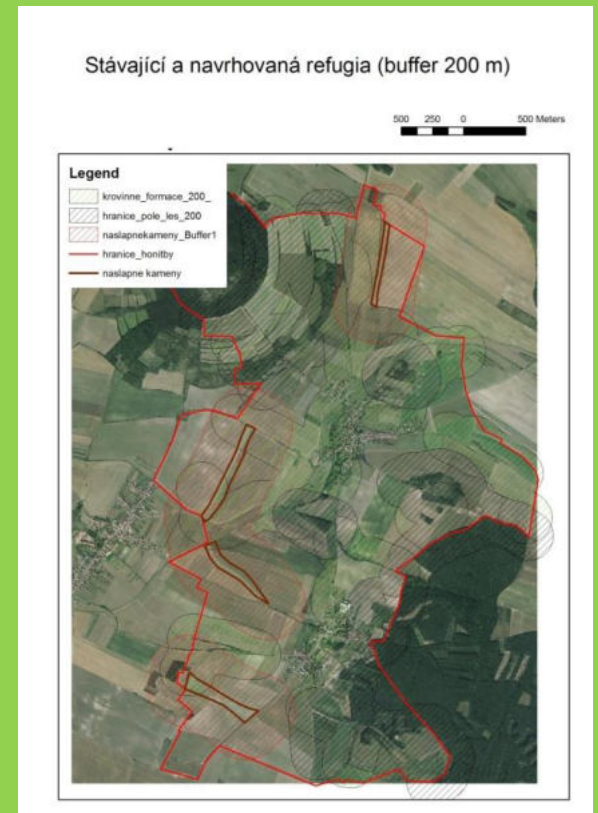 Stávající a navrhovaná refugia (buffer 200 m)
500 250 0 500 Meters
Legend
krovinne_formace_200_
hranice_pole_les_200
naslapnekameny_Buffer1
hranice_honitby
naslapne kameny